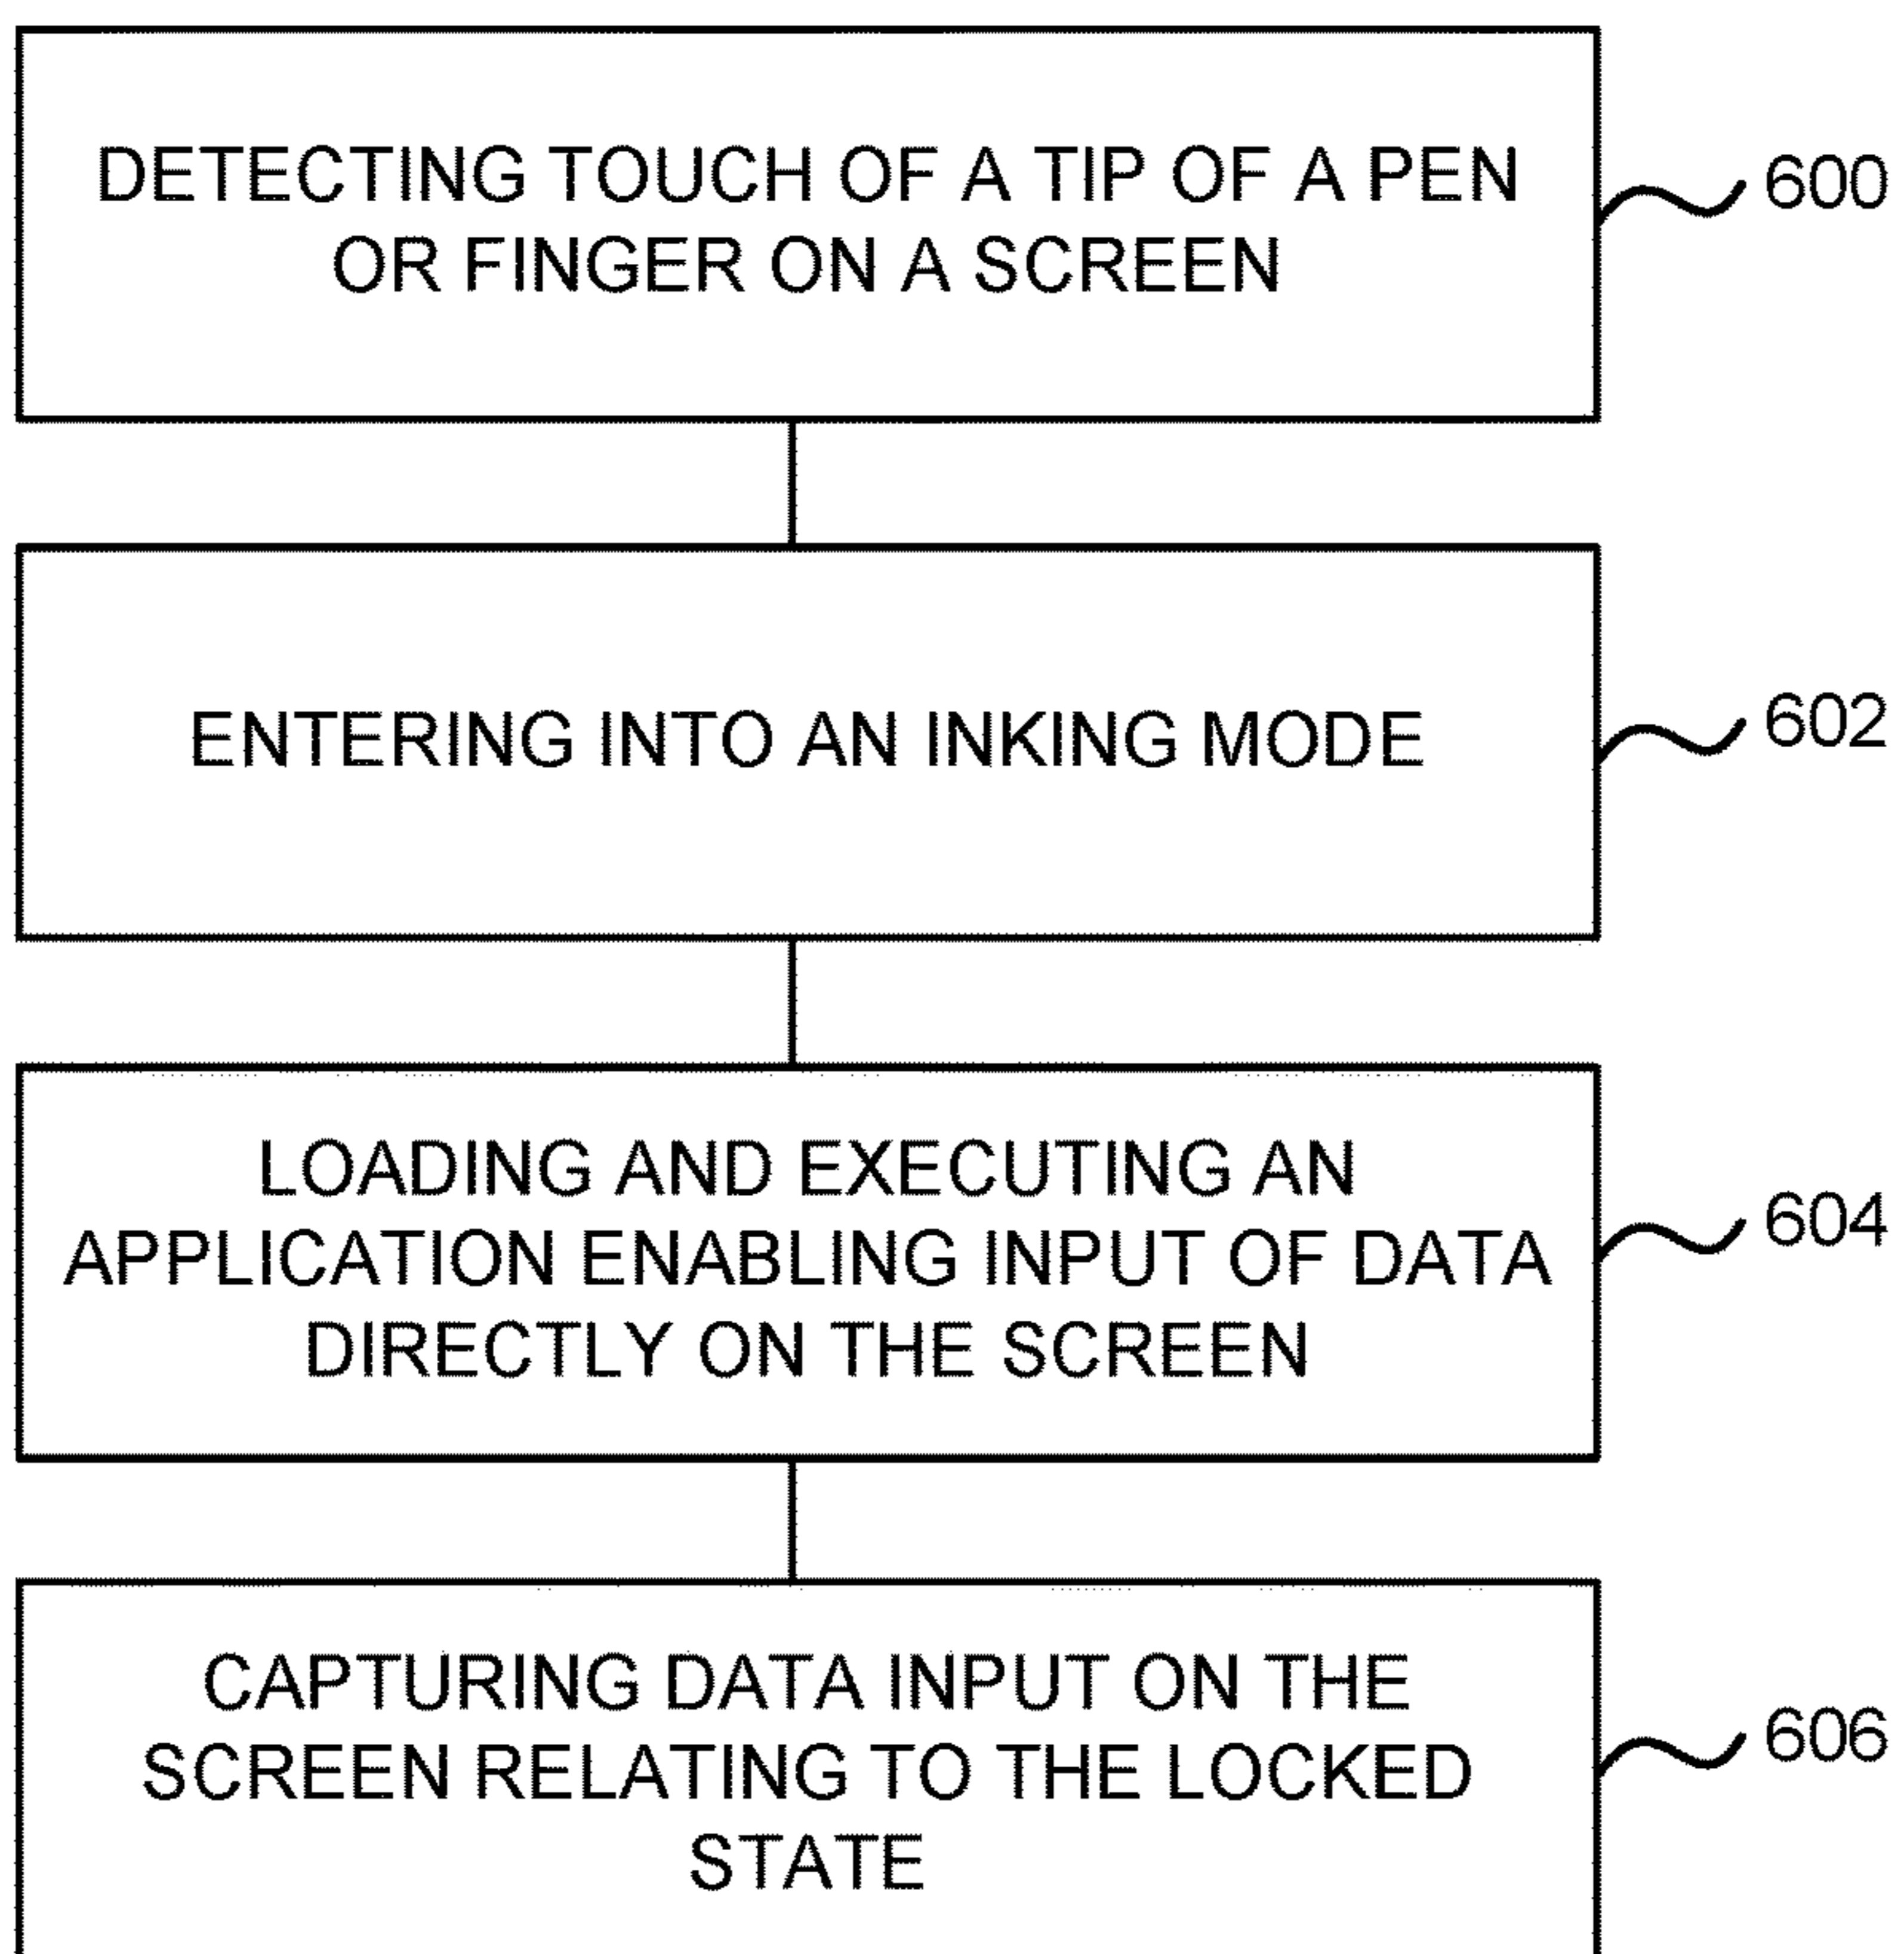 DETECTING TOUCH OF A TIP OF A PEN
OR FINGER ON A SCREEN
600
ENTERING INTO AN INKING MODE
602
LOADING AND EXECUTING AN
APPLICATION ENABLING INPUT OF DATA
DIRECTLY ON THE SCREEN
604
CAPTURING DATA INPUT ON THE
SCREEN RELATING TO THE LOCKED
STATE
606